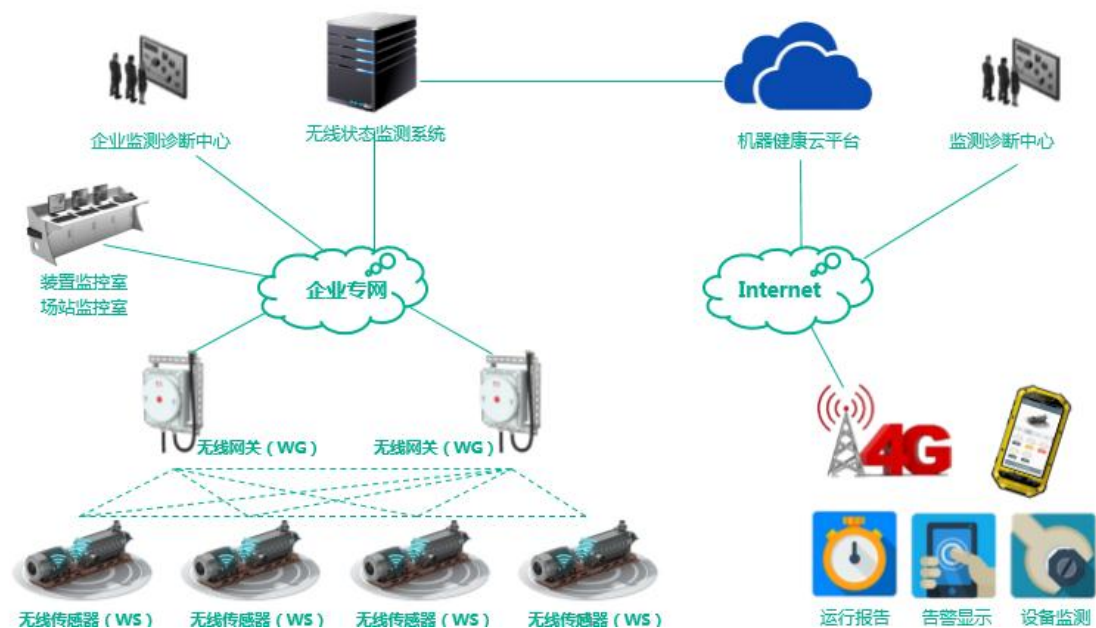 企业监测诊断中心
无线状态监测系统
机器健康云平台
监测诊断中心
装置监控室
场站监控室
企业专网
Internet
无线网关（WG）
无线网关（WG）
4G
无线传感器（WS）
无线传感器（WS）
无线传感器（WS）
无线传感器（WS）
运行报告
告警显示
设备监测